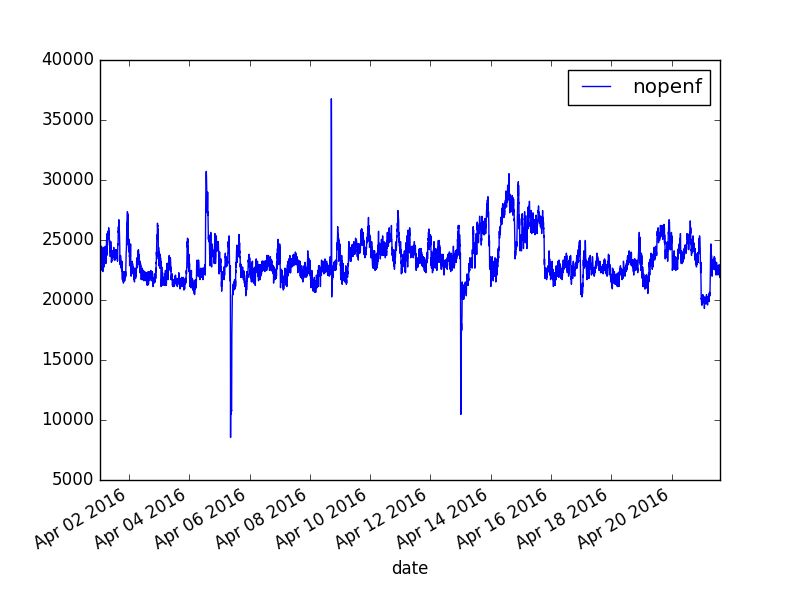 40000
35000
30000
25000
20000
15000
10000
5000
nopenf
Apr 02 2016
Apr 04 2016
Apr 06 2016
Apr 08 2016
Apr 10 2016
Apr 12 2016
Apr 14 2016
Apr 16 2016
Apr 18 2016
Apr 20 2016
date